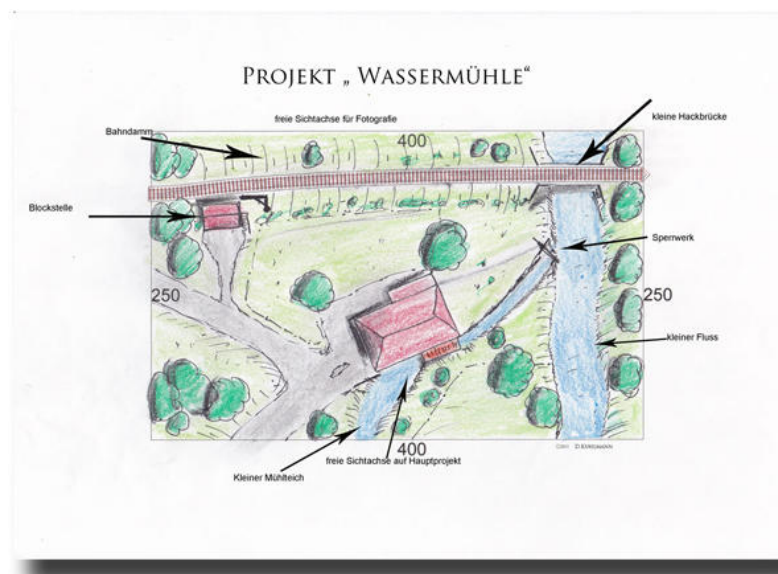 PROJEKT „ WASSERMÜHLE“
freie Sichtachse für Fotografie
kleine Hackbrücke
Bahndamm
400
Blockstelle
Sperrwerk
250
250
kleiner Fluss
400
freie Sichtachse auf Hauptprojekt
Kleiner Mühlteich